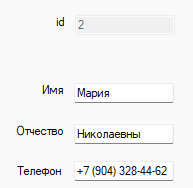 id 2
Имя Мария
Отчество Николаевны
Телефон +7 (904) 328-44-62